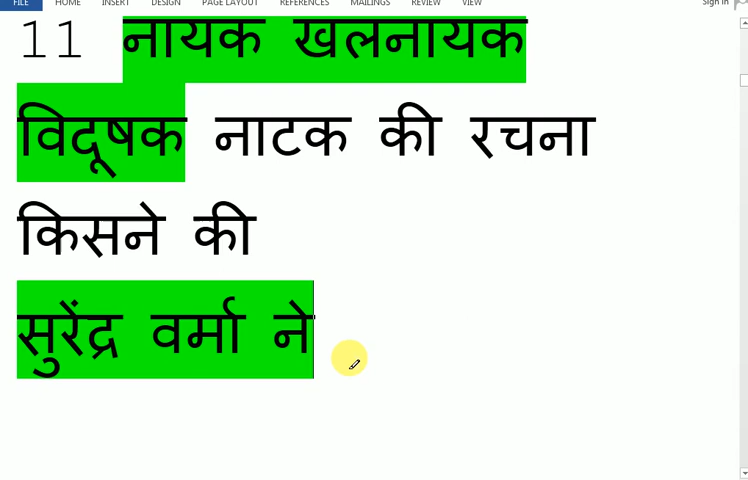 FILE HOME INSERT DESIGN PAGE LAYOUT REFERENCES MAILINGS REVIEW VIEW Sign in
11 नायक खलनायक
विदूषक नाटक की रचना
किसने की
सुरेंद्र वर्मा ने